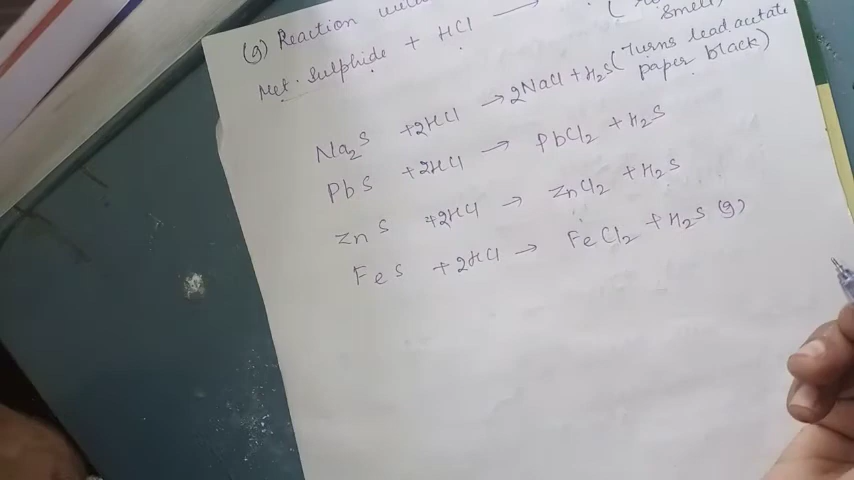 (g) Reaction
Met. Sulphide + HCl → (
smell,
Na2S +2HCl → 2NaCl + H2S (Turns lead acetate
paper black)
PbS +2HCl → PbCl2 + H2S
ZnS +2HCl → ZnCl2 + H2S
FeS +2HCl → FeCl2 + H2S (g)